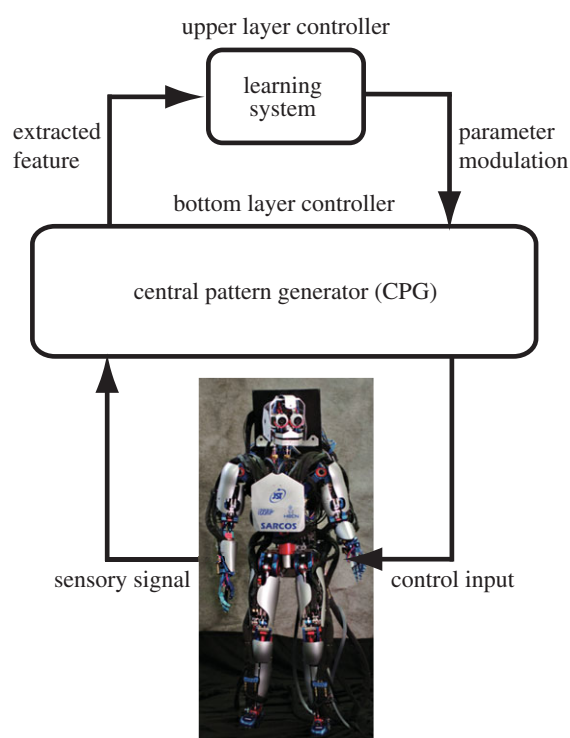 upper layer controller
learning
system
extracted
feature
parameter
modulation
bottom layer controller
central pattern generator (CPG)
SARCOS
sensory signal
control input